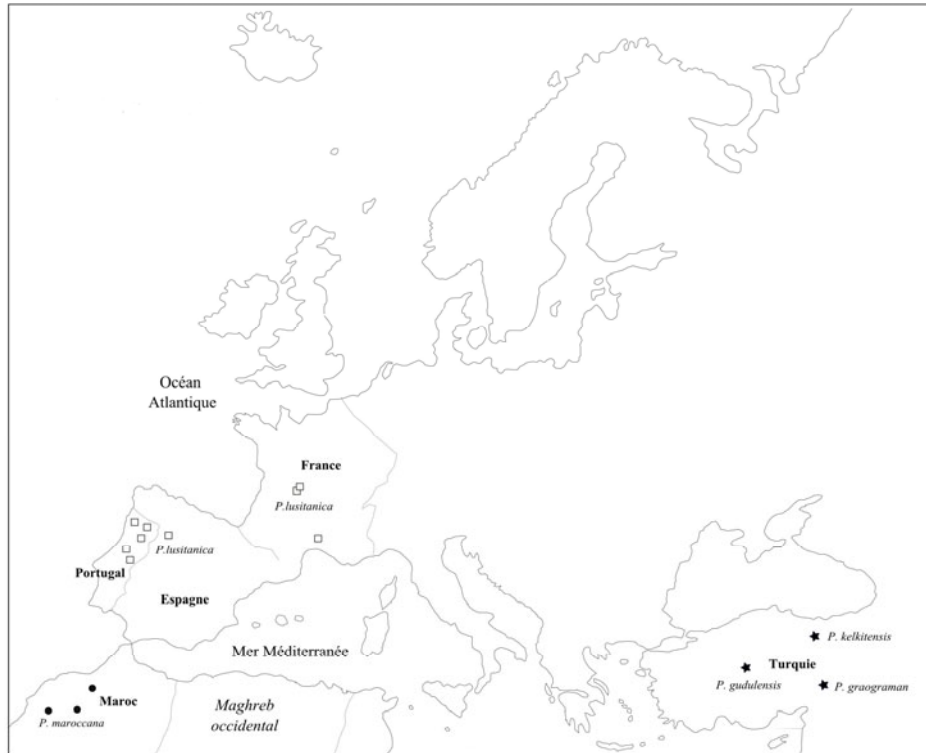 Océan
Atlantique
France
P.lusitanica
P.lusitanica
Portugal
Espagne
Mer Méditerranée
P. kelkitensis
Turquie
P. gudulensis
P. graograman
Maroc
P. maroccana
Maghreb
occidental